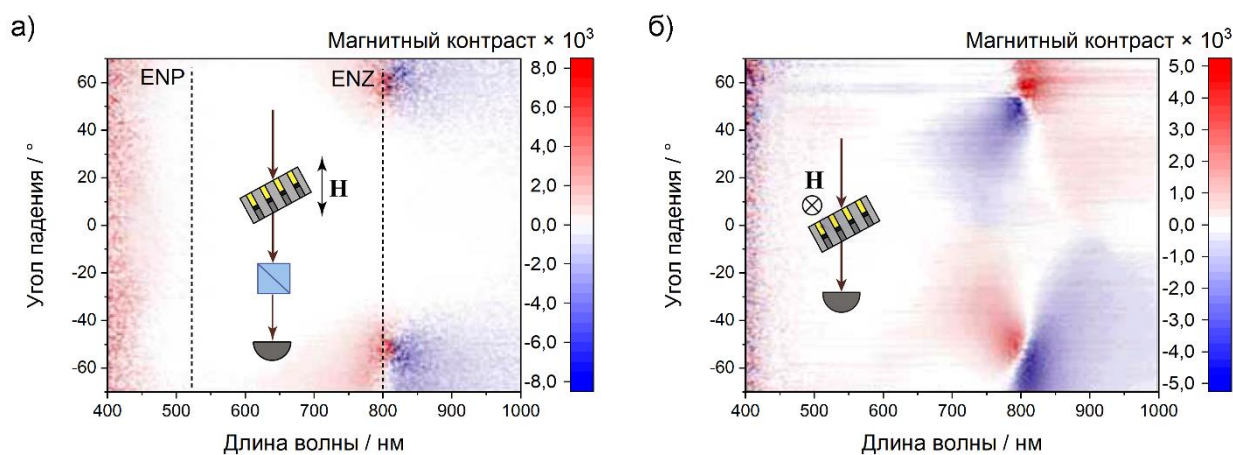 а)
Магнитный контраст × 10³
ENP
ENZ
H
Угол падения / °
60
40
20
0
-20
-40
-60
400 500 600 700 800 900 1000
Длина волны / нм
8,0
6,0
4,0
2,0
0,0
-2,0
-4,0
-6,0
-8,0
б)
Магнитный контраст × 10³
H
Угол падения / °
60
40
20
0
-20
-40
-60
400 500 600 700 800 900 1000
Длина волны / нм
5,0
4,0
3,0
2,0
1,0
0,0
-1,0
-2,0
-3,0
-4,0
-5,0